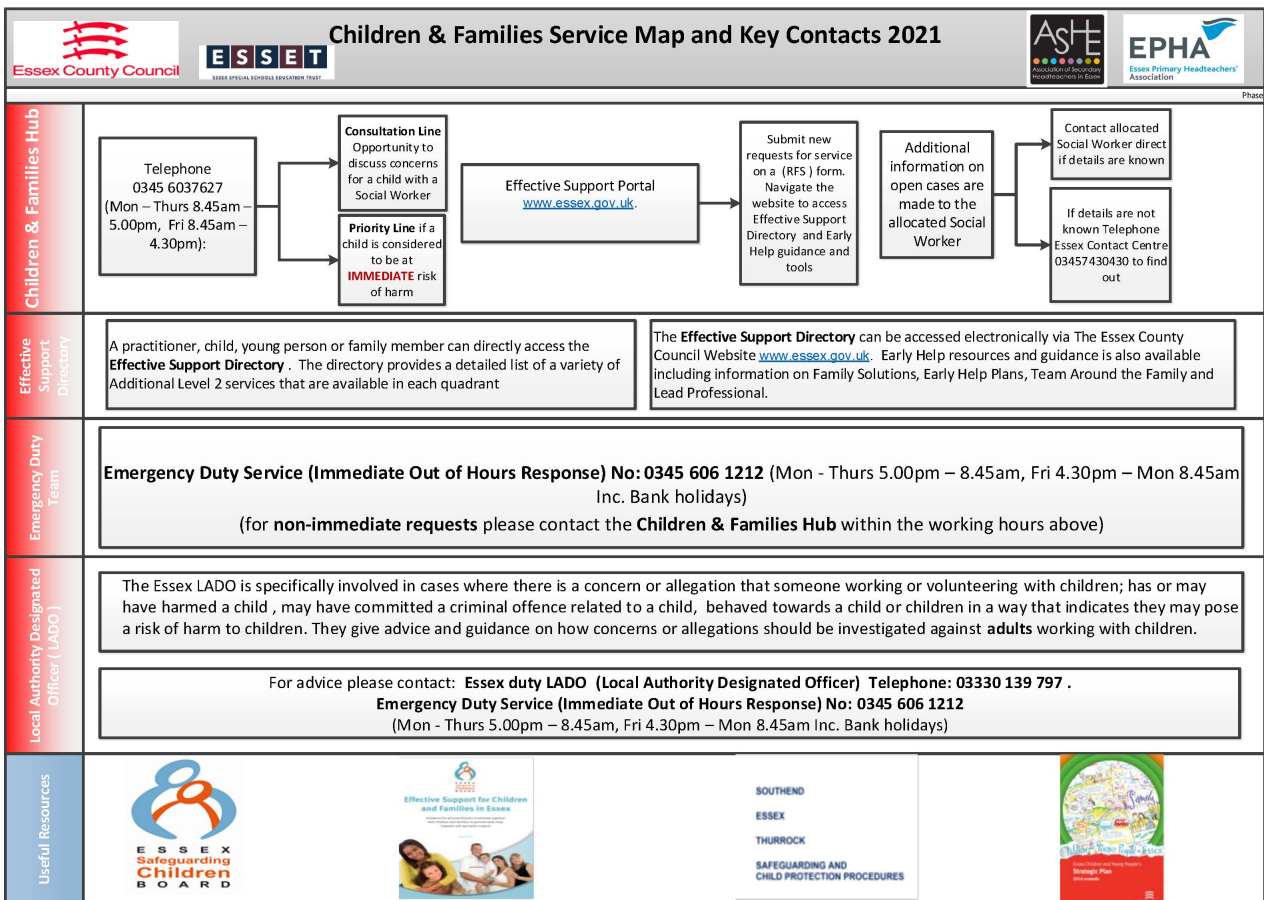 Children & Families Service Map and Key Contacts 2021
Essex County Council
ESSET
ESSEX SPECIAL SCHOOLS EDUCATION TRUST
ASHE
Association of Secondary
Headteachers in Essex
EPHA
Essex Primary Headteachers'
Association
Phase
Children & Families Hub
Telephone
0345 6037627
(Mon – Thurs 8.45am –
5.00pm, Fri 8.45am –
4.30pm):
Consultation Line
Opportunity to
discuss concerns
for a child with a
Social Worker
Priority Line if a
child is considered
to be at
IMMEDIATE risk
of harm
Effective Support Portal
www.essex.gov.uk.
Submit new
requests for service
on a (RFS ) form.
Navigate the
website to access
Effective Support
Directory and Early
Help guidance and
tools
Additional
information on
open cases are
made to the
allocated Social
Worker
Contact allocated
Social Worker direct
if details are known
If details are not
known Telephone
Essex Contact Centre
03457430430 to find
out
Effective
Support
Directory
A practitioner, child, young person or family member can directly access the
Effective Support Directory . The directory provides a detailed list of a variety of
Additional Level 2 services that are available in each quadrant
The Effective Support Directory can be accessed electronically via The Essex County
Council Website www.essex.gov.uk. Early Help resources and guidance is also available
including information on Family Solutions, Early Help Plans, Team Around the Family and
Lead Professional.
Emergency Duty
Team
Emergency Duty Service (Immediate Out of Hours Response) No: 0345 606 1212 (Mon - Thurs 5.00pm – 8.45am, Fri 4.30pm – Mon 8.45am
Inc. Bank holidays)
(for non-immediate requests please contact the Children & Families Hub within the working hours above)
Local Authority Designated
Officer ( LADO )
The Essex LADO is specifically involved in cases where there is a concern or allegation that someone working or volunteering with children; has or may
have harmed a child , may have committed a criminal offence related to a child, behaved towards a child or children in a way that indicates they may pose
a risk of harm to children. They give advice and guidance on how concerns or allegations should be investigated against adults working with children.
For advice please contact: Essex duty LADO (Local Authority Designated Officer) Telephone: 03330 139 797 .
Emergency Duty Service (Immediate Out of Hours Response) No: 0345 606 1212
(Mon - Thurs 5.00pm – 8.45am, Fri 4.30pm – Mon 8.45am Inc. Bank holidays)
Useful Resources
ESSEX
Safeguarding
Children
BOARD
Effective Support for Children
and Families in Essex
SOUTHEND
ESSEX
THURROCK
SAFEGUARDING AND
CHILD PROTECTION PROCEDURES
Essex Children and Young People's
Strategic Plan